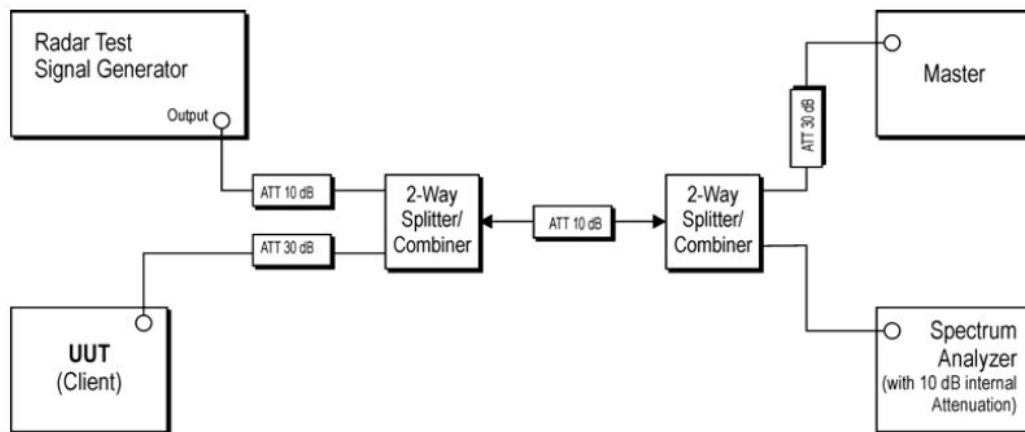 Radar Test
Signal Generator
Output
ATT 10 dB
2-Way
Splitter/
Combiner
ATT 30 dB
UUT
(Client)
ATT 10 dB
2-Way
Splitter/
Combiner
ATT 30 dB
Master
Spectrum
Analyzer
(with 10 dB internal
Attenuation)